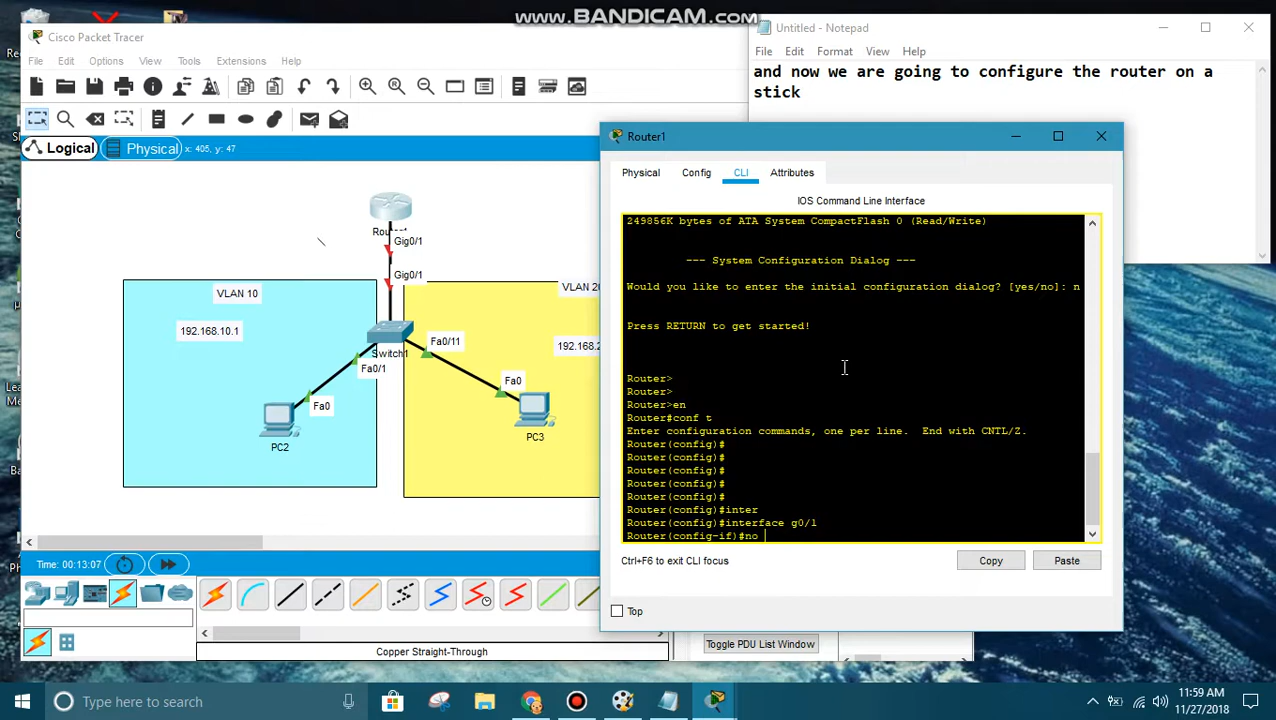 www.BANDICAM.com
Cisco Packet Tracer
File Edit Options View Tools Extensions Help
Logical
Physical
x: 405, y: 47
Gig0/1
Gig0/1
VLAN 10
192.168.10.1
Switch1
Fa0/1
Fa0/11
Fa0
Fa0
PC2
PC3
Time: 00:13:07
Copper Straight-Through
Toggle PDU List Window
Untitled - Notepad
File Edit Format View Help
and now we are going to configure the router on a
stick
Router1
Physical Config CLI Attributes
IOS Command Line Interface
249856K bytes of ATA System CompactFlash 0 (Read/Write)
--- System Configuration Dialog ---
Would you like to enter the initial configuration dialog? [yes/no]: n
Press RETURN to get started!
Router>
Router>
Router>en
Router#conf t
Enter configuration commands, one per line. End with CNTL/Z.
Router(config)#
Router(config)#
Router(config)#
Router(config)#
Router(config)#
Router(config)#inter
Router(config)#interface g0/1
Router(config-if)#no
Ctrl+F6 to exit CLI focus
Copy
Paste
Top
Type here to search
11:59 AM
11/27/2018